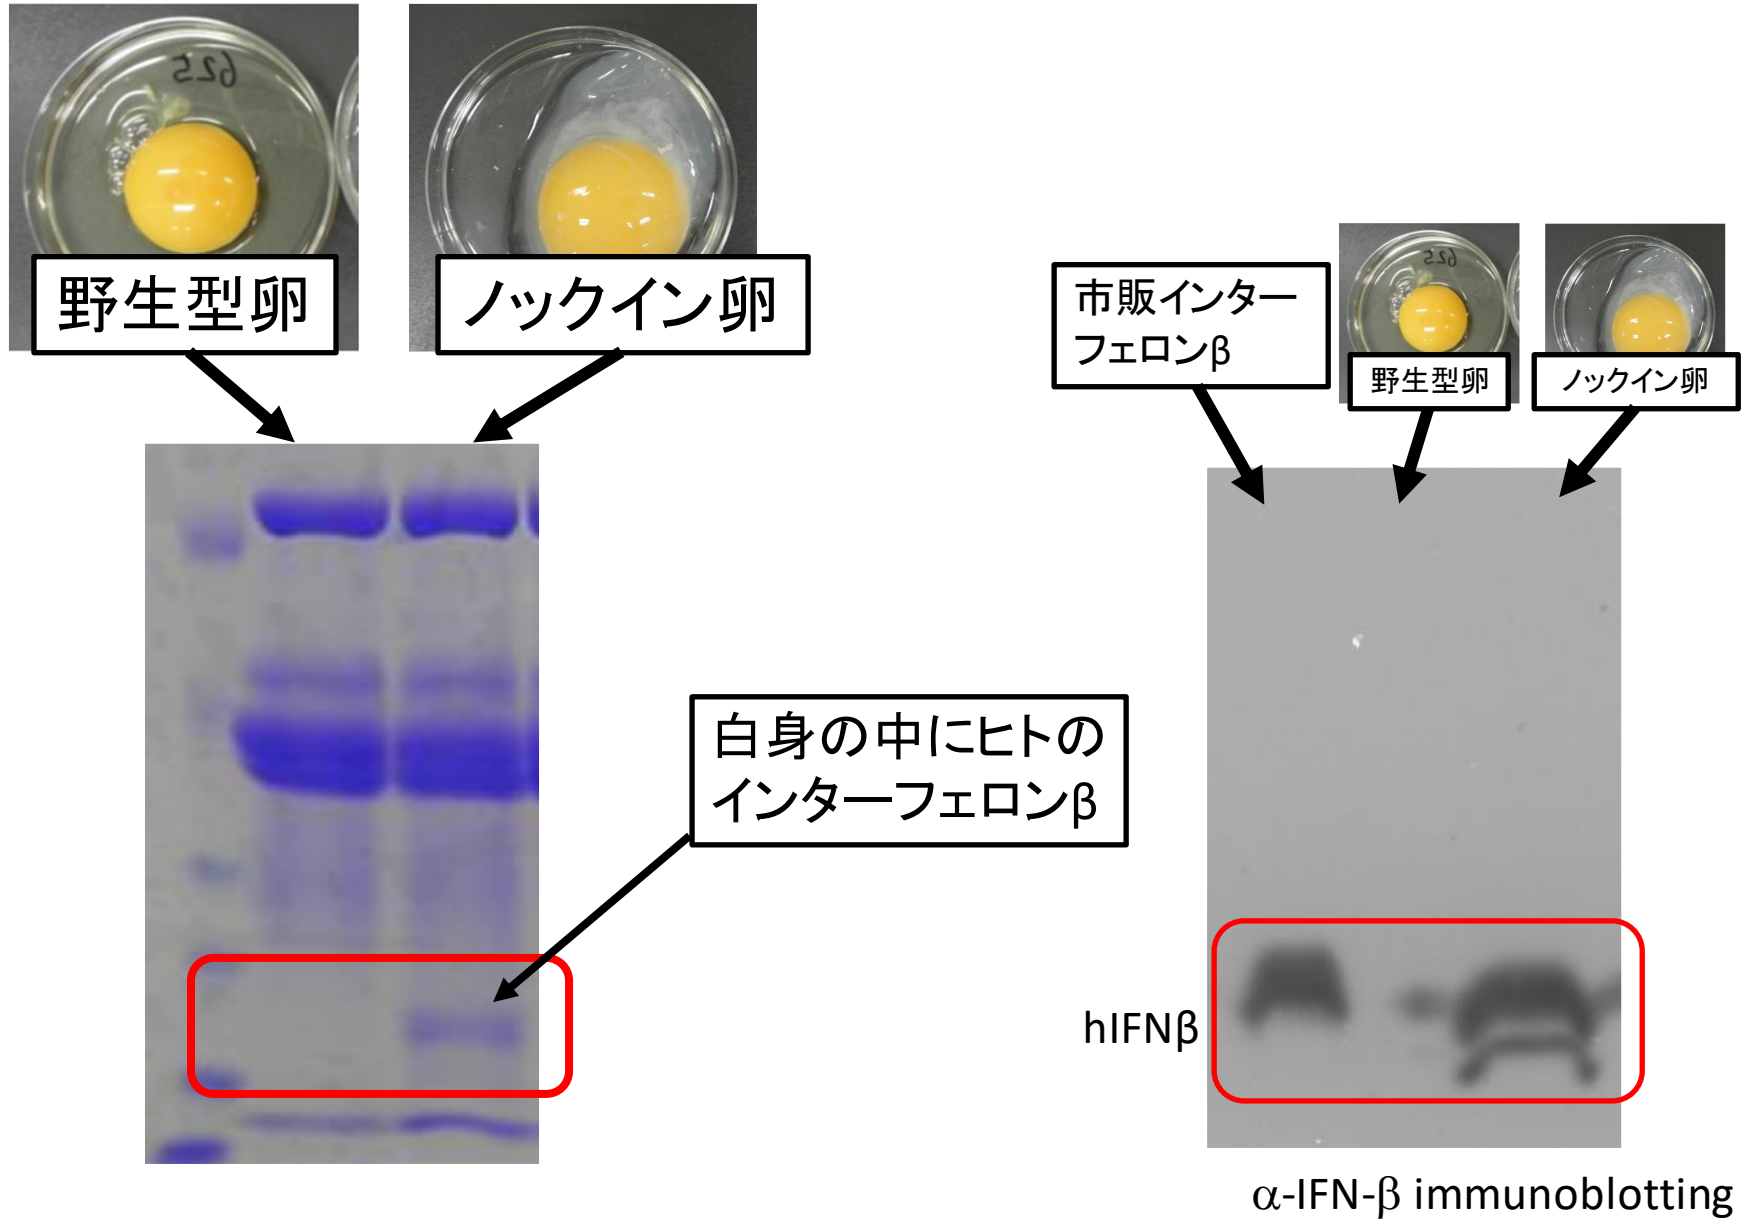 625
野生型卵
ノックイン卵
市販インター
フェロンβ
625
野生型卵
ノックイン卵
白身の中にヒトの
インターフェロンβ
hIFNβ
α-IFN-β immunoblotting